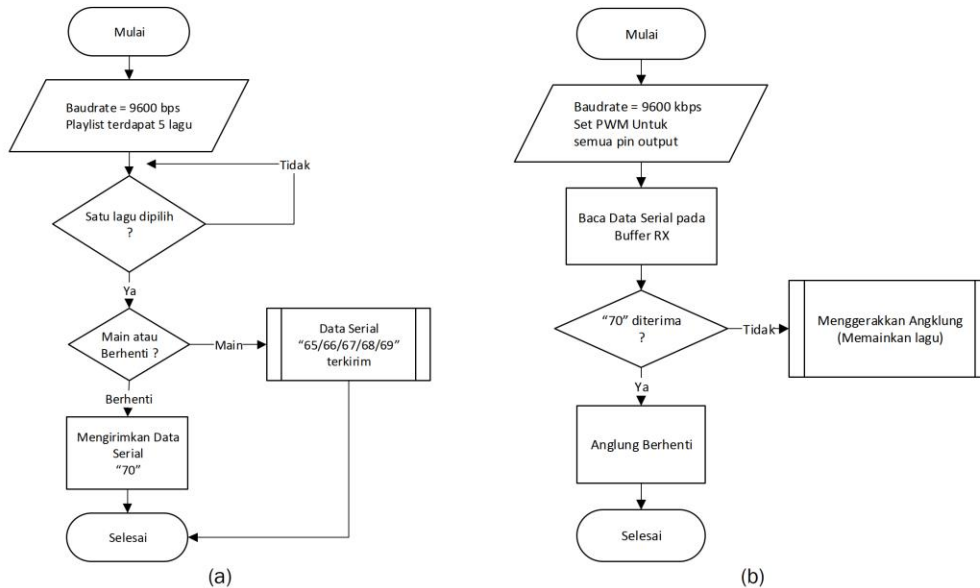 Mulai
Baudrate = 9600 bps
Playlist terdapat 5 lagu
Tidak
Satu lagu dipilih
?
Ya
Main atau
Berhenti ?
Main
Data Serial
“65/66/67/68/69”
terkirim
Berhenti
Mengirimkan Data
Serial
“70”
Selesai
(a)
Mulai
Baudrate = 9600 kbps
Set PWM Untuk
semua pin output
Baca Data Serial pada
Buffer RX
“70” diterima
?
Tidak
Menggerakkan Angklung
(Memainkan lagu)
Ya
Anglung Berhenti
Selesai
(b)